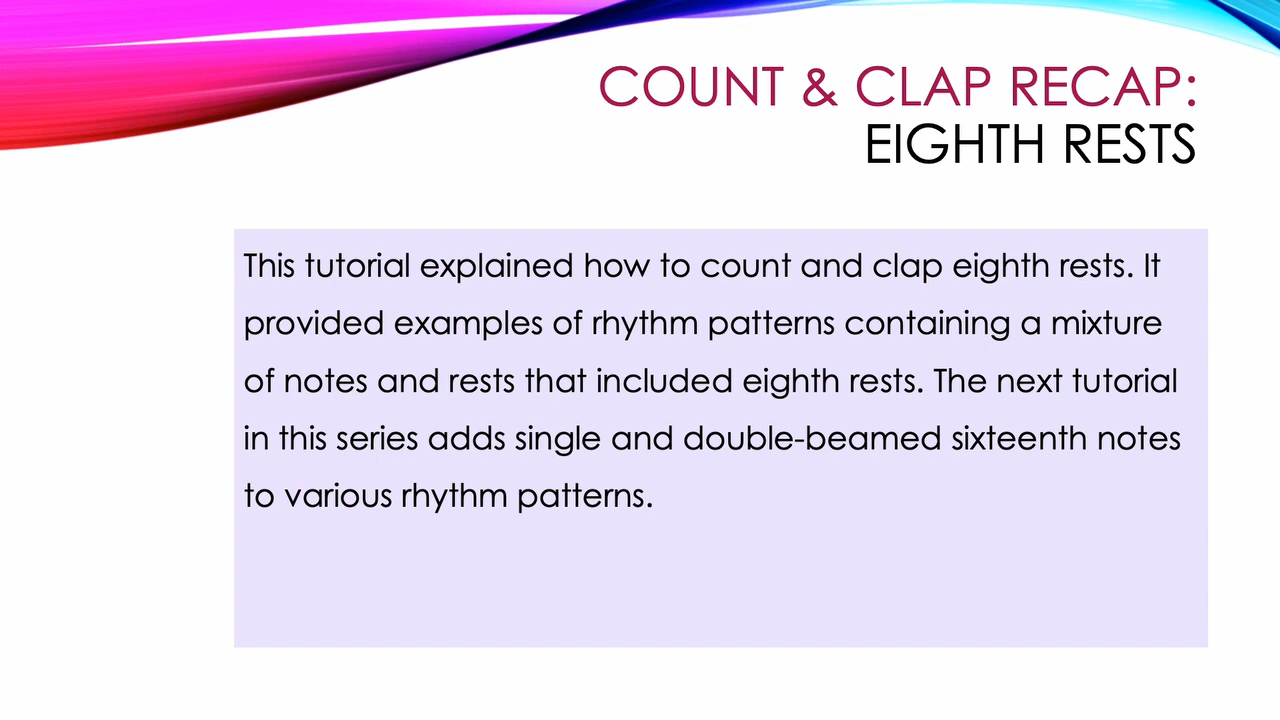 COUNT & CLAP RECAP:
EIGHTH RESTS
This tutorial explained how to count and clap eighth rests. It
provided examples of rhythm patterns containing a mixture
of notes and rests that included eighth rests. The next tutorial
in this series adds single and double-beamed sixteenth notes
to various rhythm patterns.